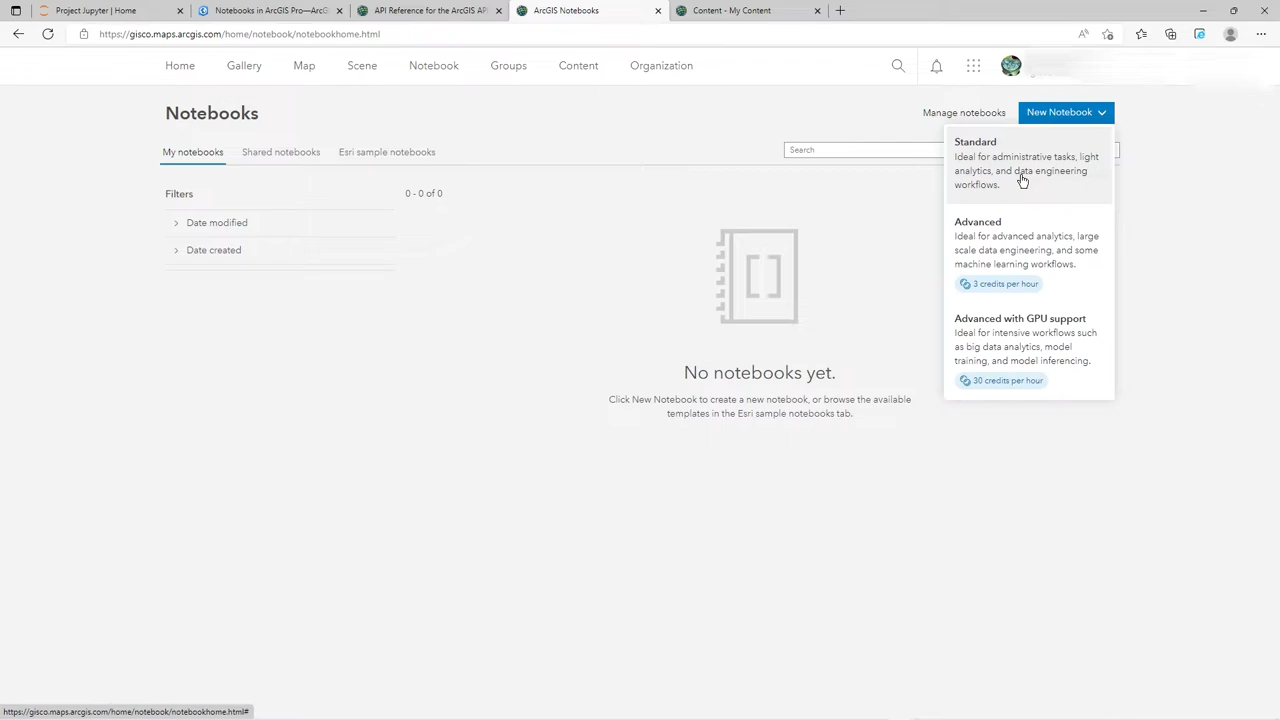 Project Jupyter | Home
Notebooks in ArcGIS Pro—ArcG
API Reference for the ArcGIS API
ArcGIS Notebooks
Content - My Content
https://gisco.maps.arcgis.com/home/notebook/notebookhome.html
Home
Gallery
Map
Scene
Notebook
Groups
Content
Organization
Notebooks
Manage notebooks
New Notebook
My notebooks
Shared notebooks
Esri sample notebooks
Search
Standard
Ideal for administrative tasks, light
analytics, and data engineering
workflows.
Filters
0 - 0 of 0
Date modified
Date created
Advanced
Ideal for advanced analytics, large
scale data engineering, and some
machine learning workflows.
3 credits per hour
Advanced with GPU support
Ideal for intensive workflows such
as big data analytics, model
training, and model inferencing.
30 credits per hour
No notebooks yet.
Click New Notebook to create a new notebook, or browse the available
templates in the Esri sample notebooks tab.
https://gisco.maps.arcgis.com/home/notebook/notebookhome.html#